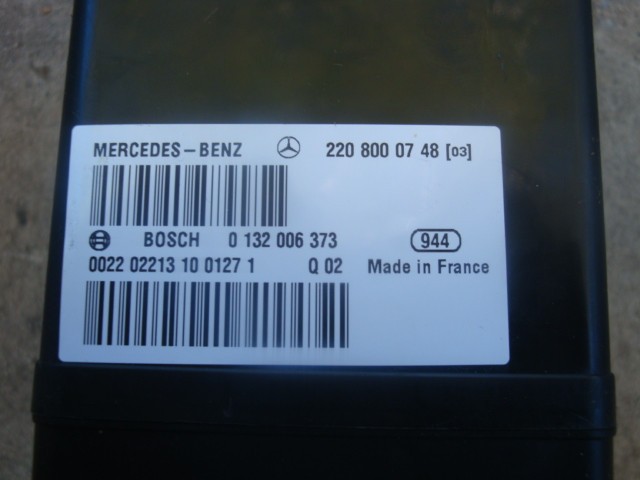 MERCEDES-BENZ 220 800 07 48 [03]
BOSCH 0 132 006 373 944
0022 02213 10 0127 1 Q 02 Made in France